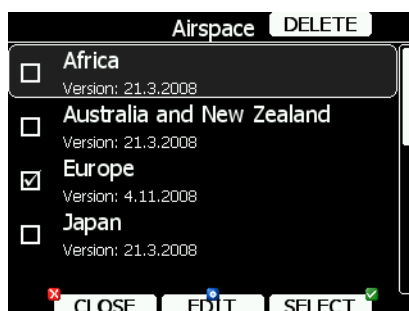 Airspace DELETE
Africa
Version: 21.3.2008
Australia and New Zealand
Version: 21.3.2008
Europe
Version: 4.11.2008
Japan
Version: 21.3.2008
CLOSE EDIT SELECT